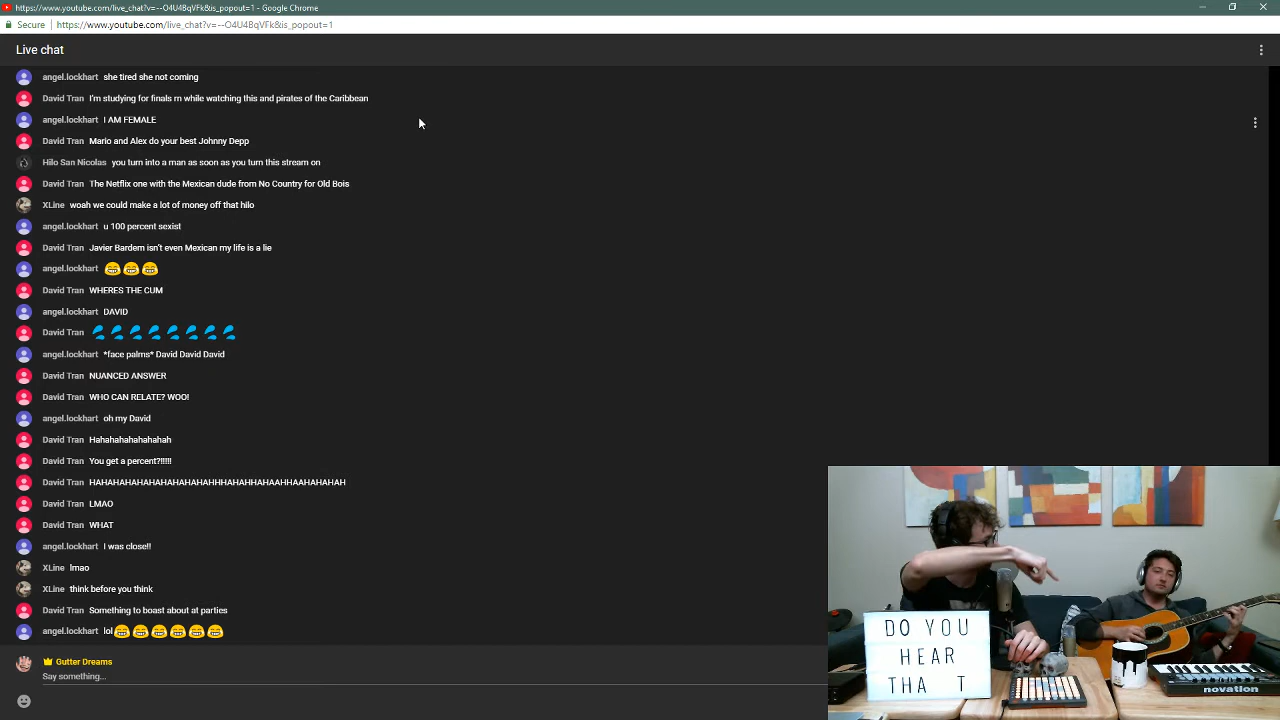 https://www.youtube.com/live_chat?v=--O4U4BqVFk&is_popout=1 - Google Chrome
Secure https://www.youtube.com/live_chat?v=--O4U4BqVFk&is_popout=1
Live chat
angel.lockhart she tired she not coming
David Tran I'm studying for finals rn while watching this and pirates of the Caribbean
angel.lockhart I AM FEMALE
David Tran Mario and Alex do your best Johnny Depp
Hilo San Nicolas you turn into a man as soon as you turn this stream on
David Tran The Netflix one with the Mexican dude from No Country for Old Bois
XLine woah we could make a lot of money off that hilo
angel.lockhart u 100 percent sexist
David Tran Javier Bardem isn't even Mexican my life is a lie
angel.lockhart 😂😂😂
David Tran WHERES THE CUM
angel.lockhart DAVID
David Tran 💦💦💦💦💦💦💦💦
angel.lockhart *face palms* David David David
David Tran NUANCED ANSWER
David Tran WHO CAN RELATE? WOO!
angel.lockhart oh my David
David Tran Hahahahahahahah
David Tran You get a percent?!!!!!
David Tran HAHAHAHAHAHAHAHAHAHAHHHAHAHHAHAAHHAAHAHAHAH
David Tran LMAO
David Tran WHAT
angel.lockhart I was close!!
XLine lmao
XLine think before you think
David Tran Something to boast about at parties
angel.lockhart lol😂😂😂😂😂😂
Gutter Dreams
Say something...
DO YOU
HEAR
THA T
novation